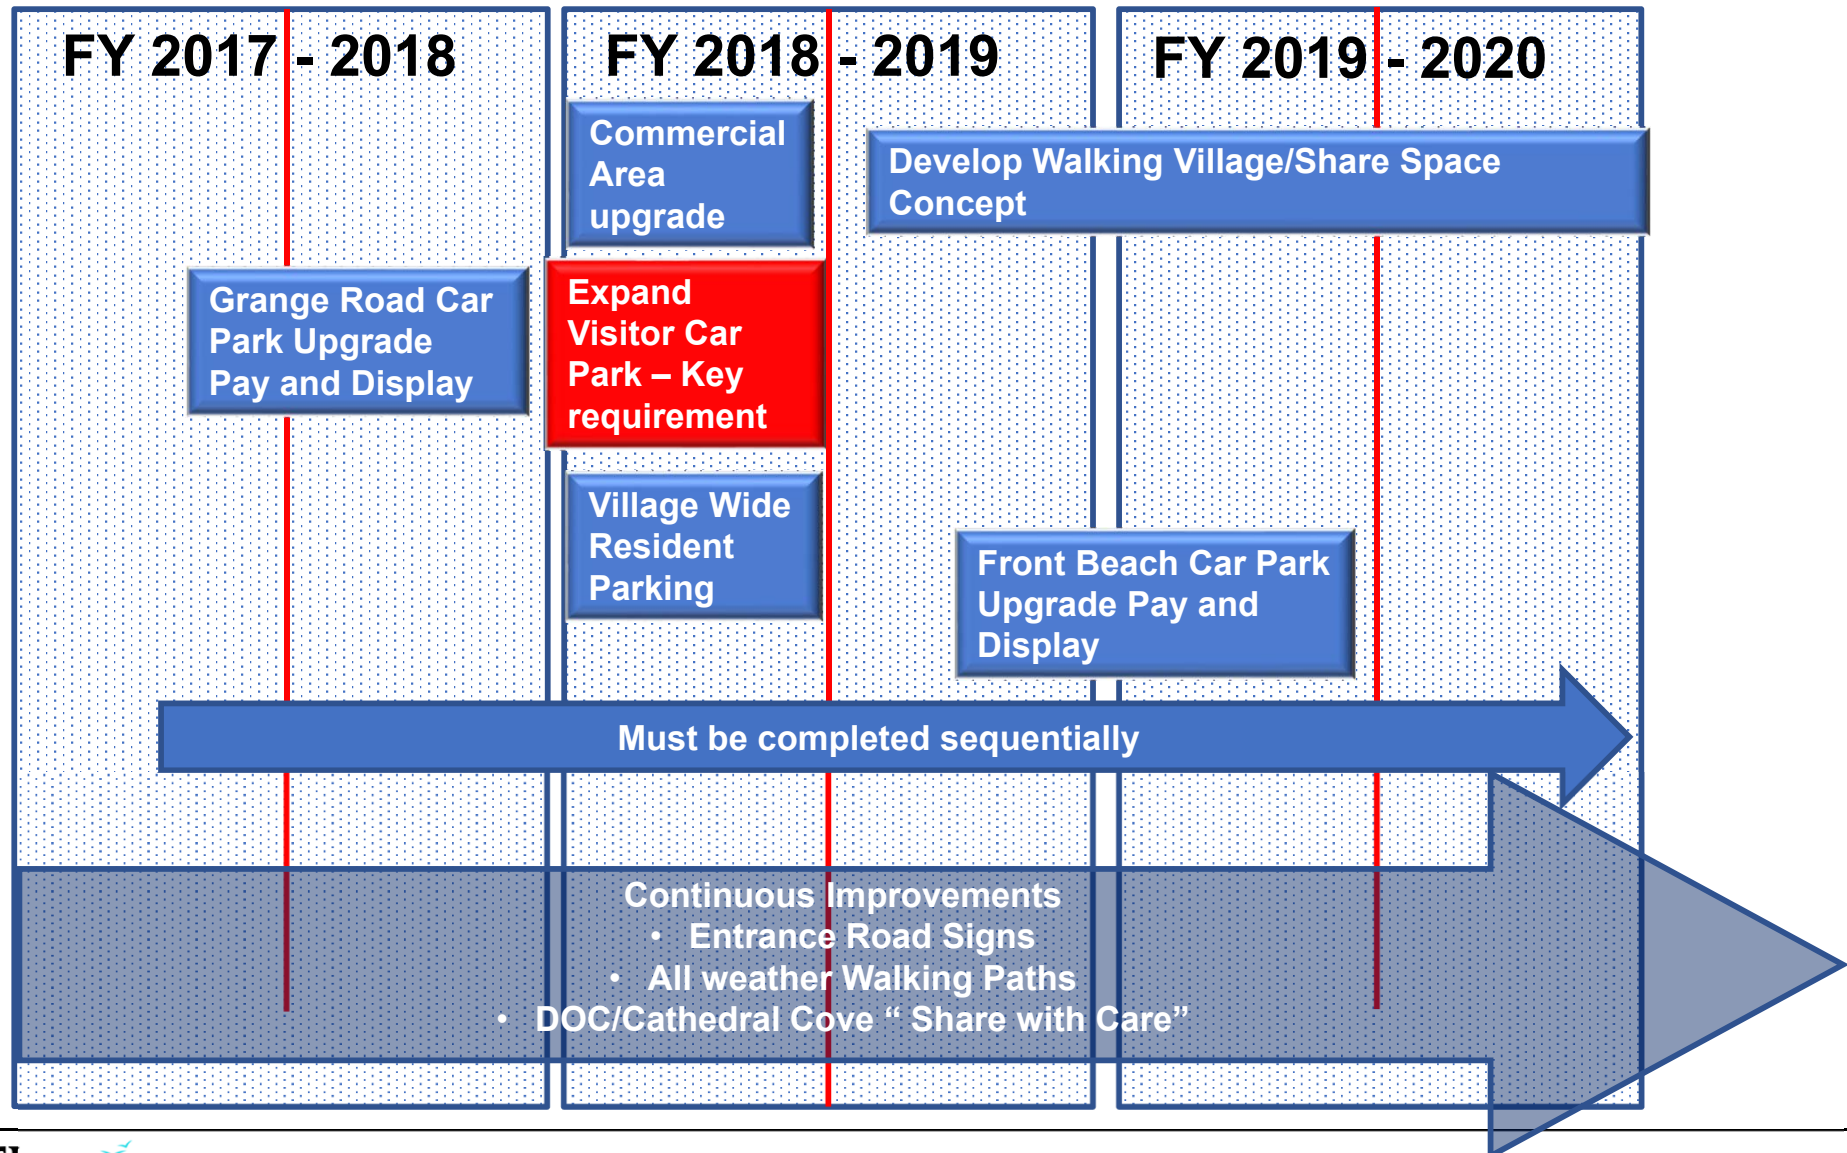 FY 2017 - 2018
FY 2018 - 2019
FY 2019 - 2020
Commercial
Area
upgrade
Develop Walking Village/Share Space
Concept
Grange Road Car
Park Upgrade
Pay and Display
Expand
Visitor Car
Park – Key
requirement
Village Wide
Resident
Parking
Front Beach Car Park
Upgrade Pay and
Display
Must be completed sequentially
Continuous Improvements
• Entrance Road Signs
• All weather Walking Paths
• DOC/Cathedral Cove “ Share with Care”